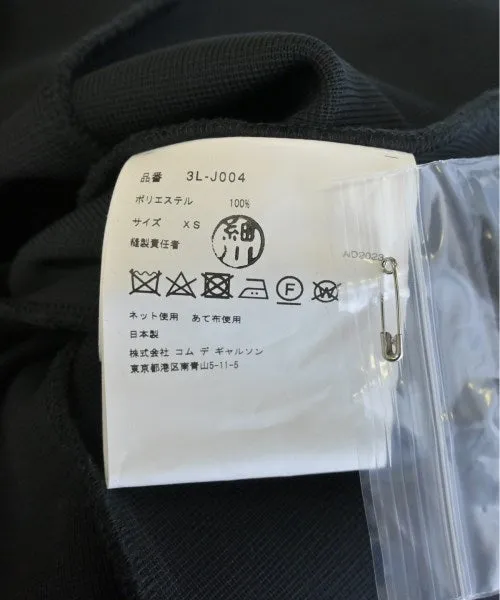 品番 3L-J004
ポリエステル 100%
サイズ XS
縫製責任者 細川
AD2023
F W
ネット使用 あて布使用
日本製
株式会社 コム デ ギャルソン
東京都港区南青山5-11-5